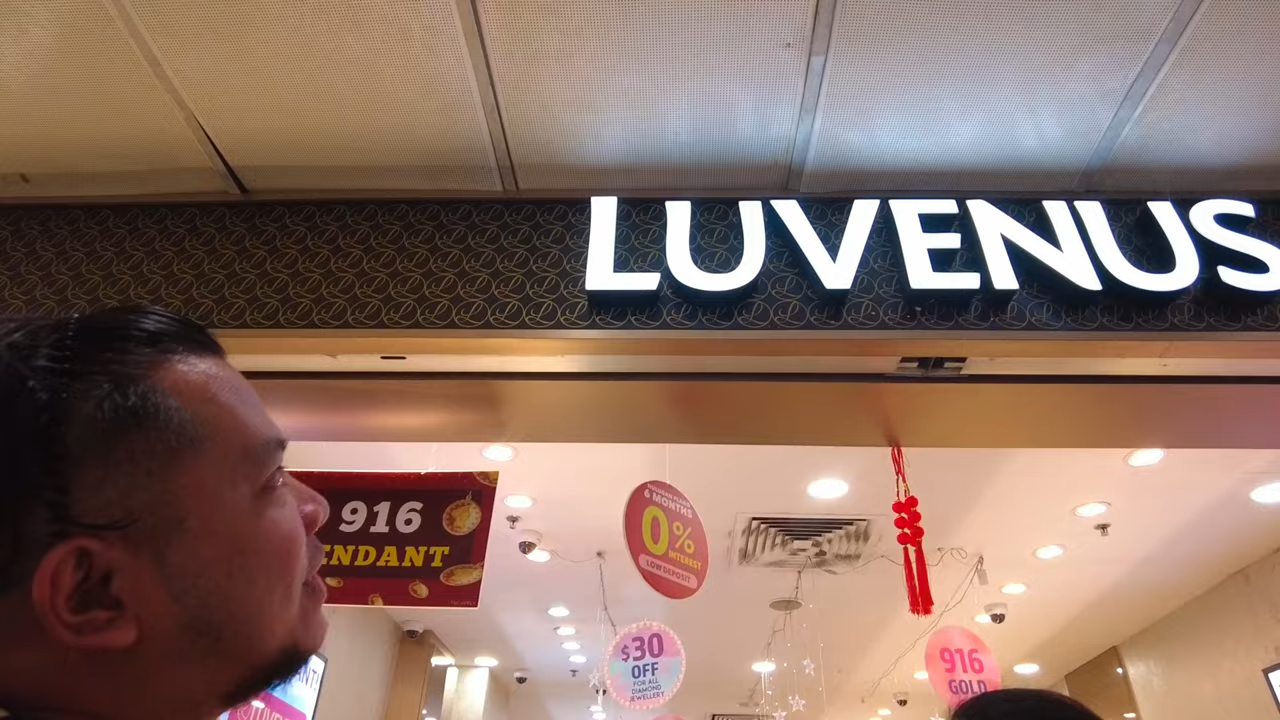 LUVENUS
916
ENDANT
6 MONTHS
0%
INTEREST
LOW DEPOSIT
$30
OFF
FOR ALL
DIAMOND
JEWELLERY
916
GOLD